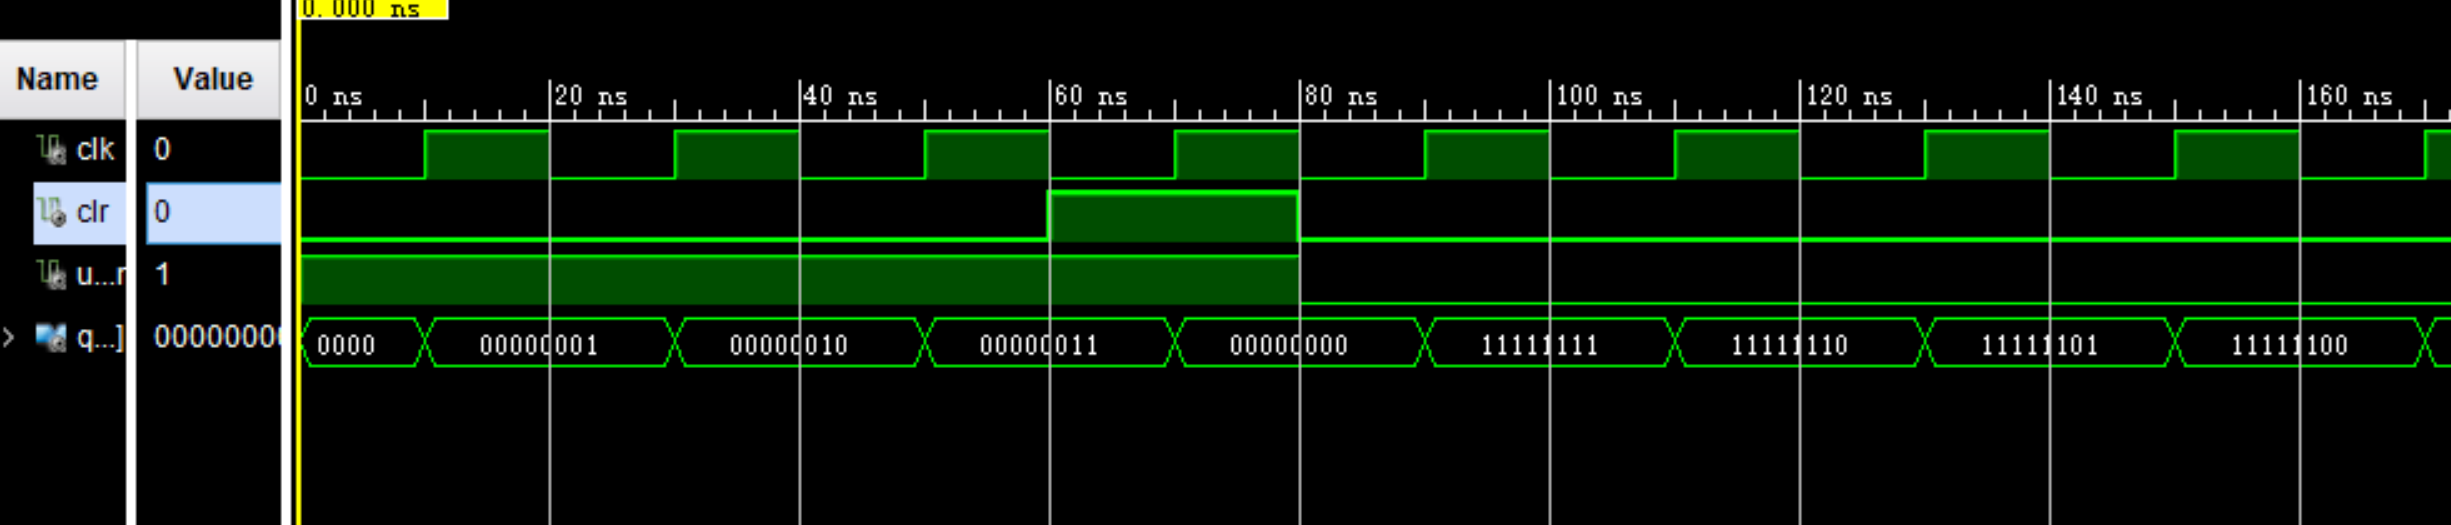 0.000 ns
Name Value
0 ns 20 ns 40 ns 60 ns 80 ns 100 ns 120 ns 140 ns 160 ns
clk 0
clr 0
u...r 1
q...] 00000000 0000 00000001 00000010 00000011 00000000 11111111 11111110 11111101 11111100